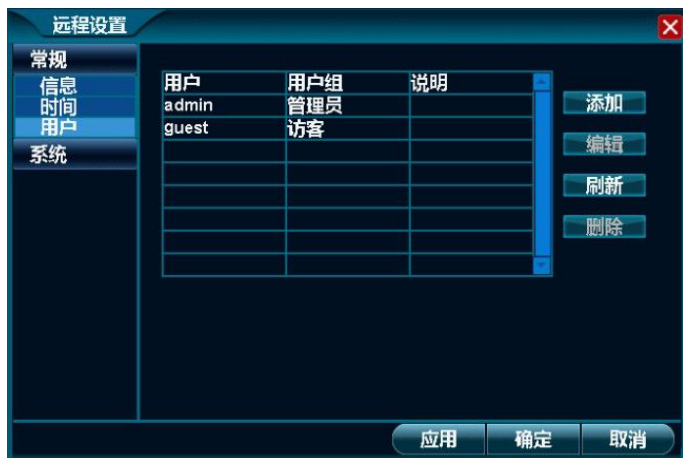 远程设置
常规
信息
时间
用户
系统
用户 用户组 说明
admin 管理员
guest 访客
添加
编辑
刷新
删除
应用 确定 取消